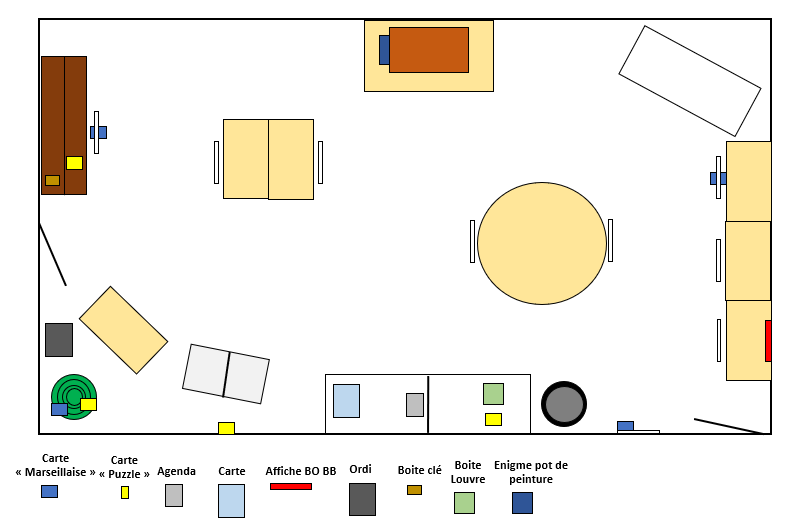 Carte
« Marseillaise »
Carte
« Puzzle »
Agenda
Carte
Affiche BO BB
Ordi
Boite clé
Boite
Louvre
Enigme pot de
peinture